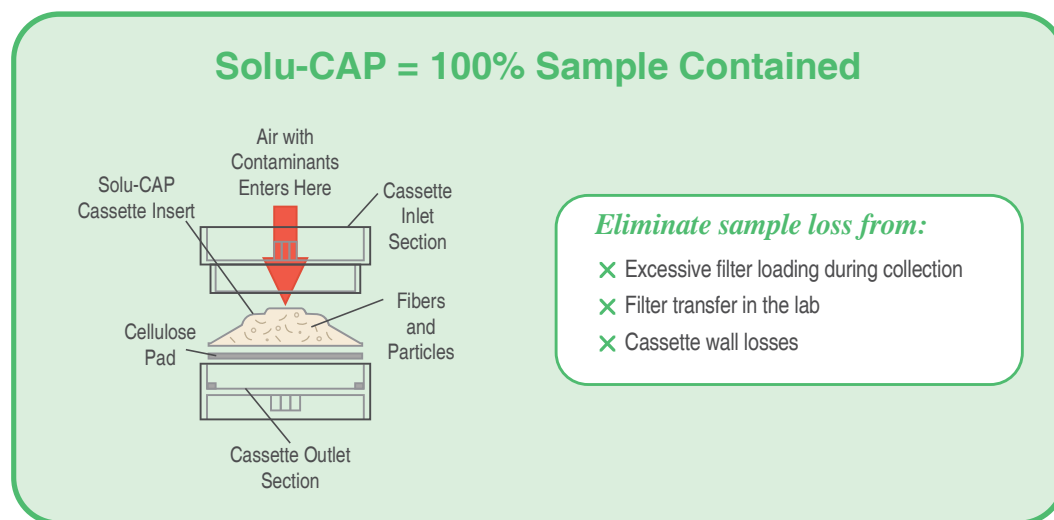 Solu-CAP = 100% Sample Contained
Air with
Contaminants
Enters Here
Solu-CAP
Cassette Insert
Cassette
Inlet
Section
Fibers
and
Particles
Cellulose
Pad
Cassette Outlet
Section
Eliminate sample loss from:
Excessive filter loading during collection
Filter transfer in the lab
Cassette wall losses